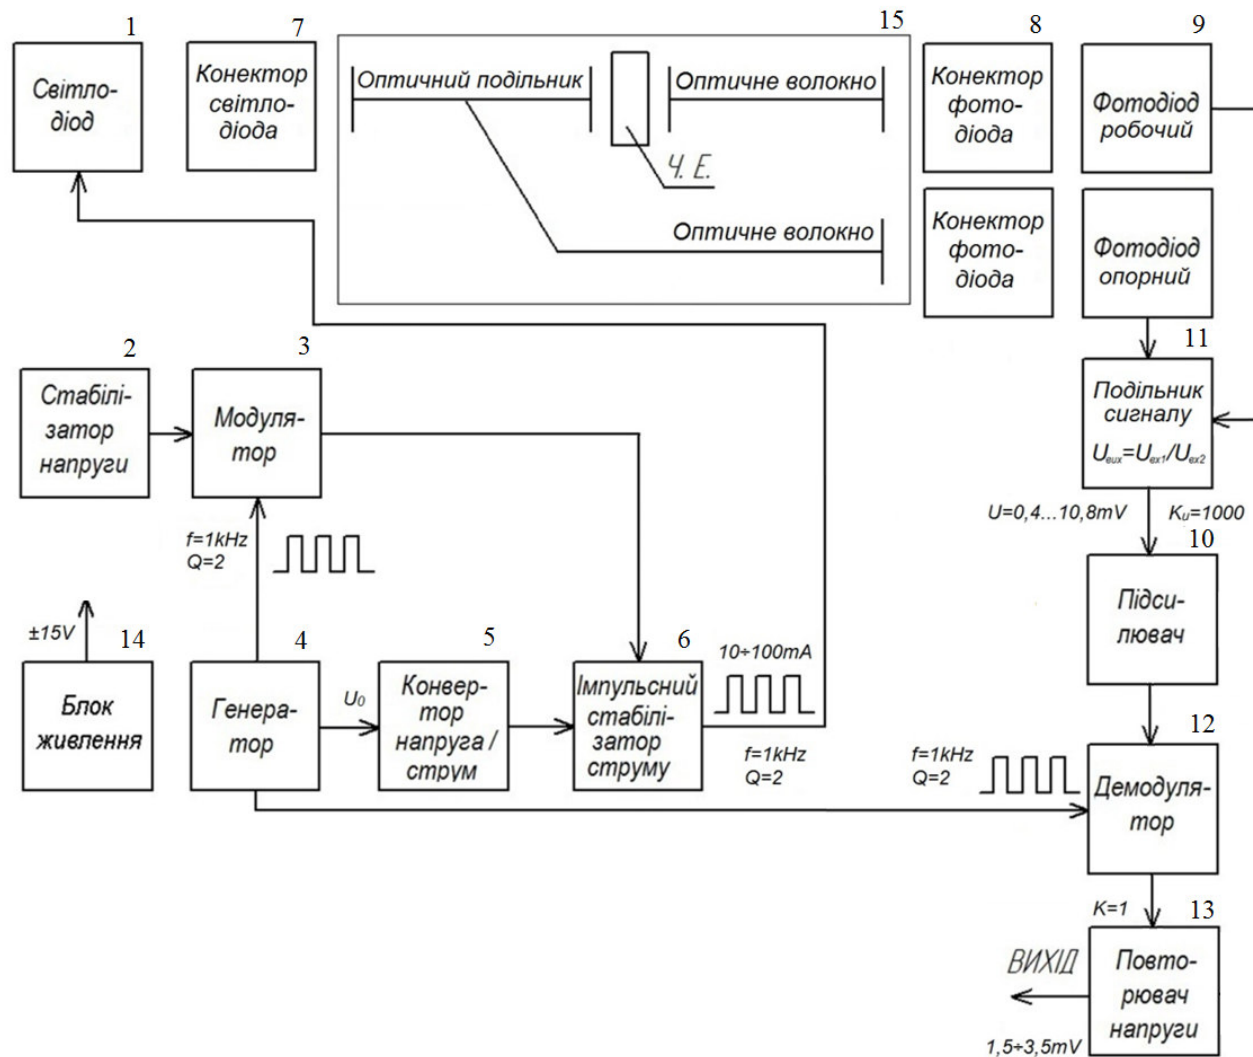 1
7
15
8
9
Світло-
діод
Конектор
світло-
діода
Оптичний подільник
Оптичне волокно
Ч. Е.
Оптичне волокно
Конектор
фото-
діода
Фотодіод
робочий
Конектор
фото-
діода
Фотодіод
опорний
2
3
11
Стабілі-
затор
напруги
Модуля-
тор
Подільник
сигналу
Uвих=Uвх1/Uвх2
f=1kHz
Q=2
U=0,4...10,8mV
Ku=1000
10
Підси-
лювач
±15V
14
4
5
6
Блок
живлення
Генера-
тор
U0
Конвер-
тор
напруга /
струм
Імпульсний
стабілі-
затор
струму
10÷100mA
f=1kHz
Q=2
f=1kHz
Q=2
12
Демодуля-
тор
K=1
13
Повто-
рювач
напруги
ВИХІД
1,5÷3,5mV